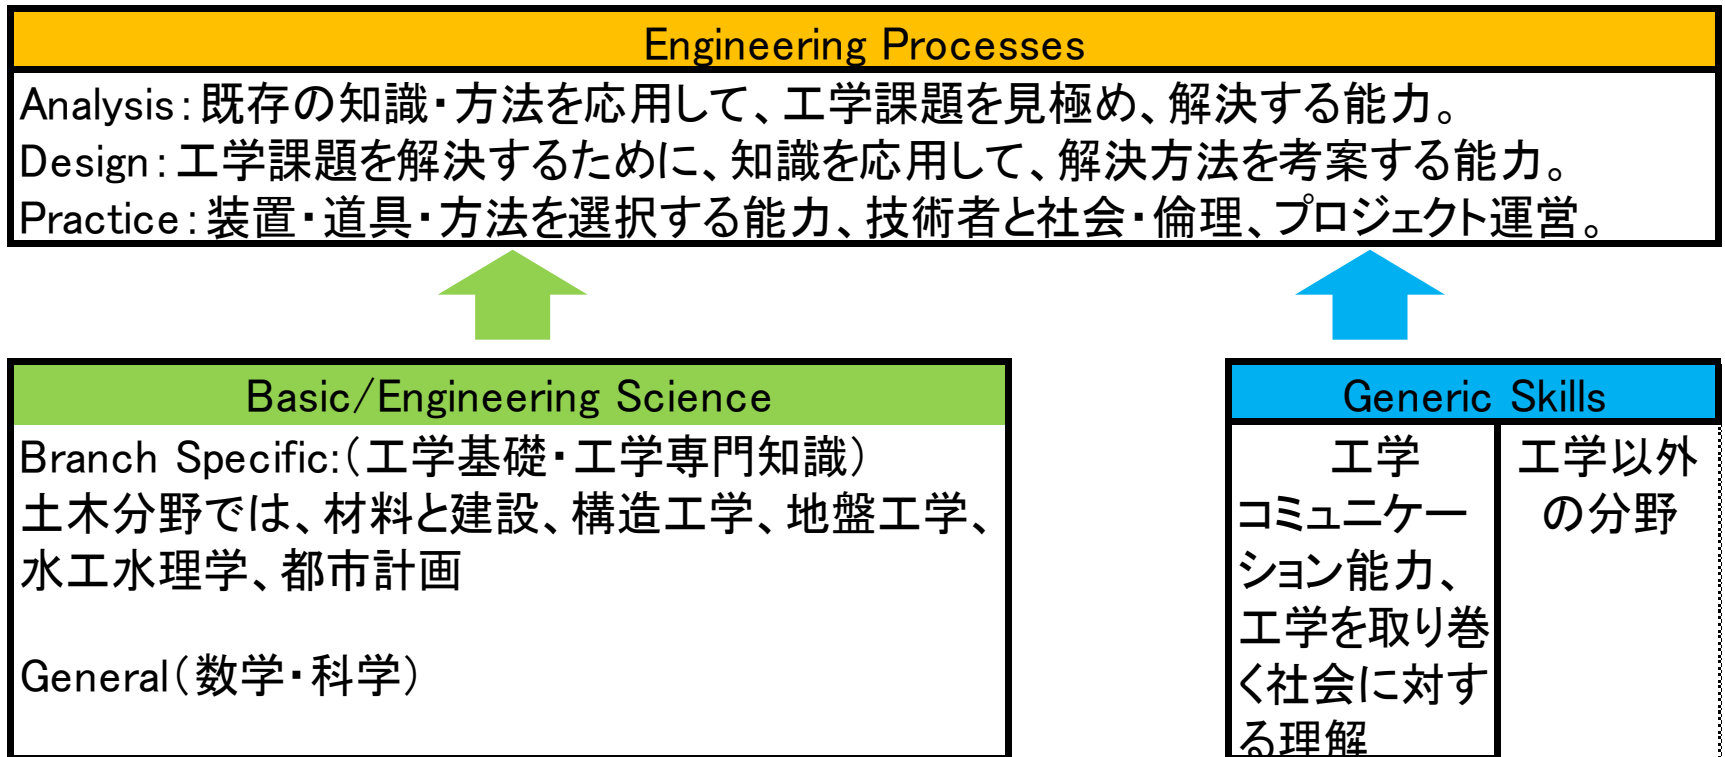 Engineering Processes
Analysis：既存の知識・方法を応用して、工学課題を見極め、解決する能力。
Design：工学課題を解決するために、知識を応用して、解決方法を考案する能力。
Practice：装置・道具・方法を選択する能力、技術者と社会・倫理、プロジェクト運営。
Basic/Engineering Science
Branch Specific:（工学基礎・工学専門知識）
土木分野では、材料と建設、構造工学、地盤工学、
水工水理学、都市計画
General（数学・科学）
Generic Skills
工学
コミュニケー
ション能力、
工学を取り巻
く社会に対す
る理解
工学以外
の分野